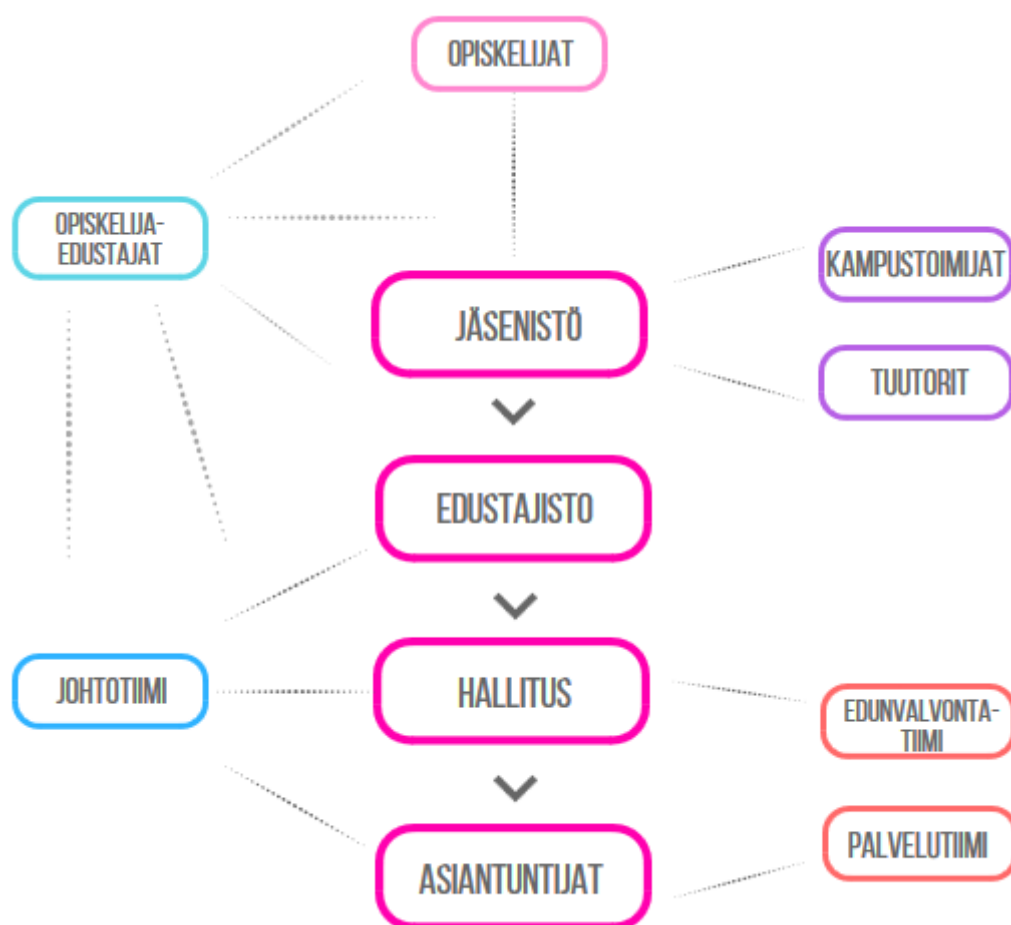 OPISKELIJAT
OPISKELIJA-
EDUSTAJAT
KAMPUSTOIMIJAT
JÄSENISTÖ
TUUTORIT
EDUSTAJISTO
JOHTOTIIMI
HALLITUS
EDUNVALVONTA-
TIIMI
PALVELUTIIMI
ASIANTUNTIJAT